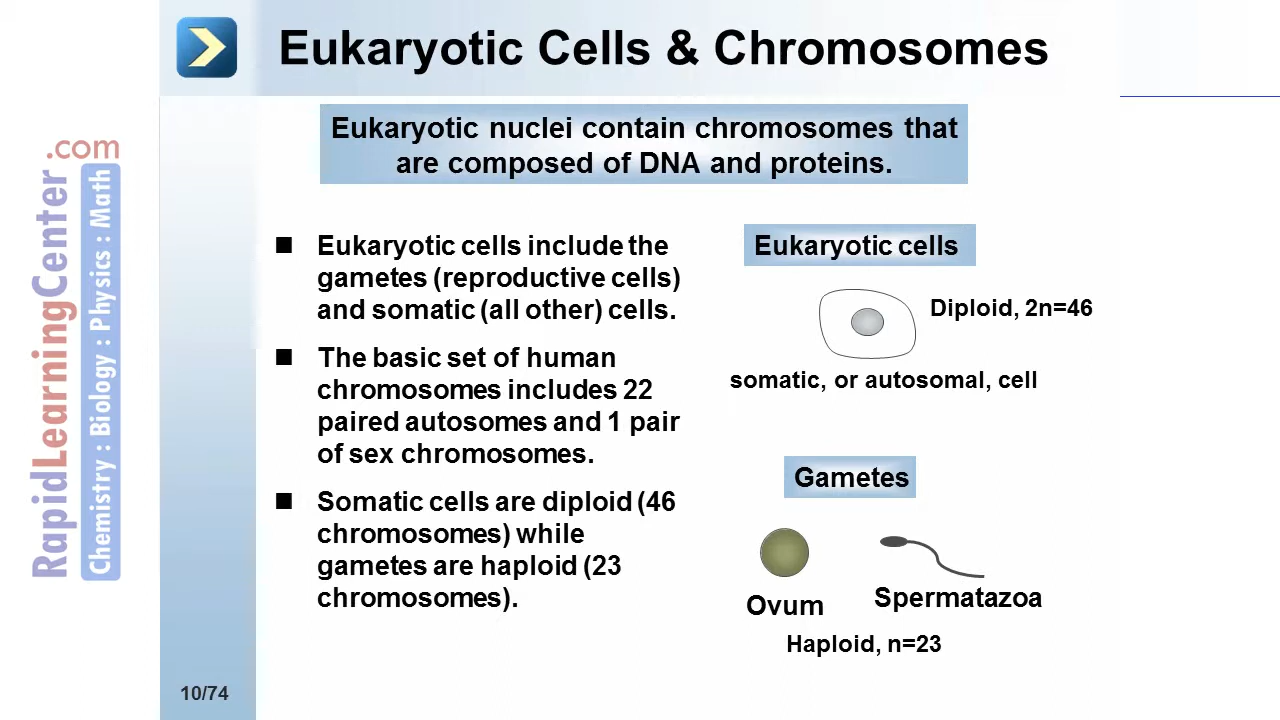 Eukaryotic Cells & Chromosomes
Eukaryotic nuclei contain chromosomes that
are composed of DNA and proteins.
Eukaryotic cells include the
gametes (reproductive cells)
and somatic (all other) cells.
The basic set of human
chromosomes includes 22
paired autosomes and 1 pair
of sex chromosomes.
Somatic cells are diploid (46
chromosomes) while
gametes are haploid (23
chromosomes).
Eukaryotic cells
Diploid, 2n=46
somatic, or autosomal, cell
Gametes
Ovum
Spermatazoa
Haploid, n=23
RapidLearningCenter.com
Chemistry : Biology : Physics : Math
10/74